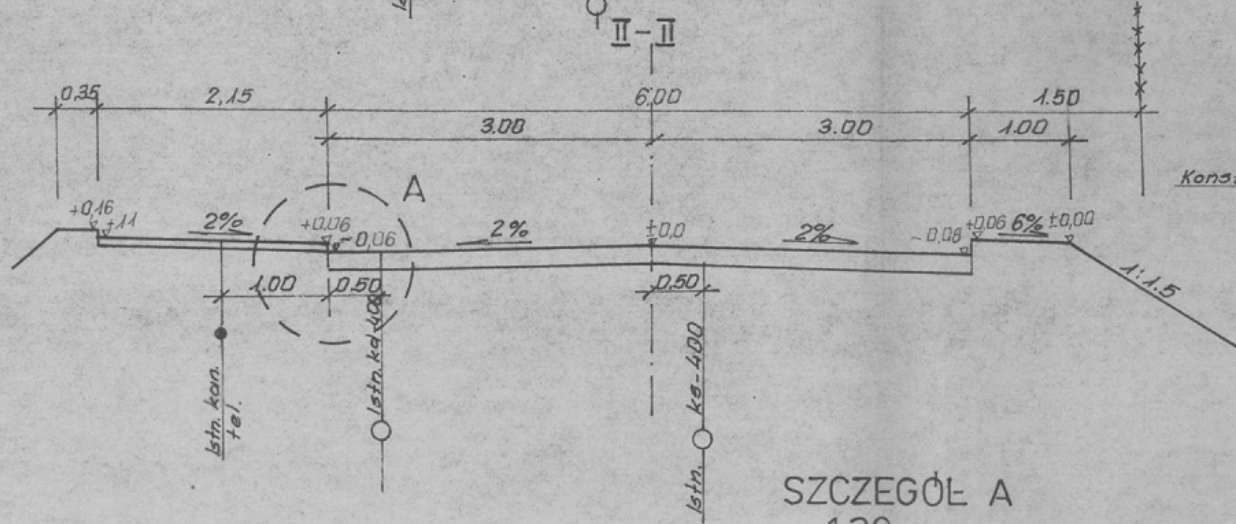 II-II
0,35 2,15 6.00 1.50
3.00 3.00 1.00
A
Kons
+0,16 +,11 2% +0,06 -0,06 2% ±0,0 2% -0,08 +0,06 6% ±0,00
1:1.5
1.00 0.50 0.50
Istn. kan. tel.
Istn. kd-400
Istn. ks-400
SZCZEGÓŁ A